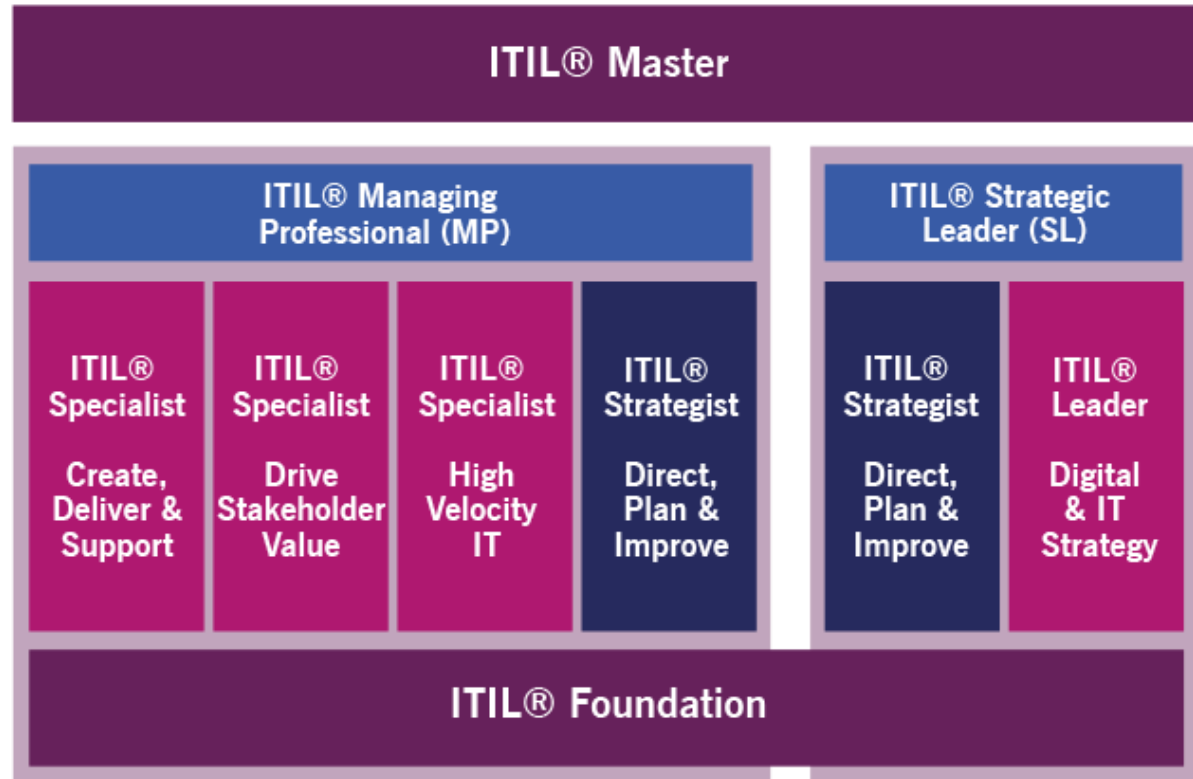 ITIL® Master
ITIL® Managing
Professional (MP)
ITIL® Strategic
Leader (SL)
ITIL®
Specialist
Create,
Deliver &
Support
ITIL®
Specialist
Drive
Stakeholder
Value
ITIL®
Specialist
High
Velocity
IT
ITIL®
Strategist
Direct,
Plan &
Improve
ITIL®
Strategist
Direct,
Plan &
Improve
ITIL®
Leader
Digital
& IT
Strategy
ITIL® Foundation